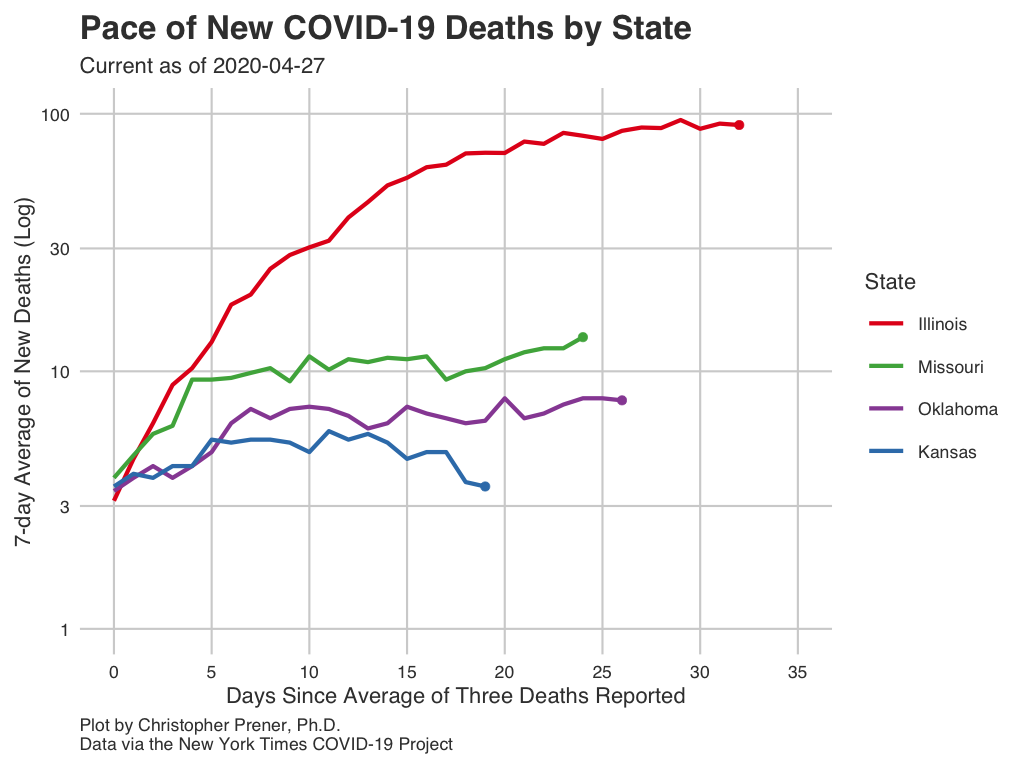 Pace of New COVID-19 Deaths by State
Current as of 2020-04-27
7-day Average of New Deaths (Log)
100
30
10
3
1
0 5 10 15 20 25 30 35
Days Since Average of Three Deaths Reported
State
Illinois
Missouri
Oklahoma
Kansas
Plot by Christopher Prener, Ph.D.
Data via the New York Times COVID-19 Project